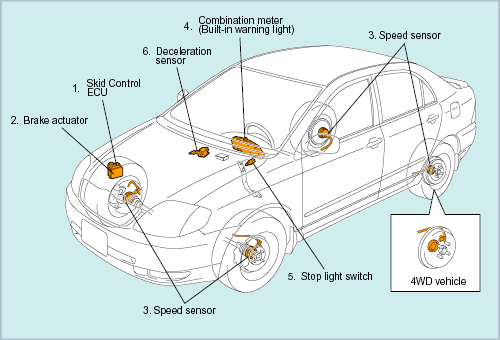 4. Combination meter
(Built-in warning light)
3. Speed sensor
6. Deceleration
sensor
1. Skid Control
ECU
2. Brake actuator
5. Stop light switch
4WD vehicle
3. Speed sensor